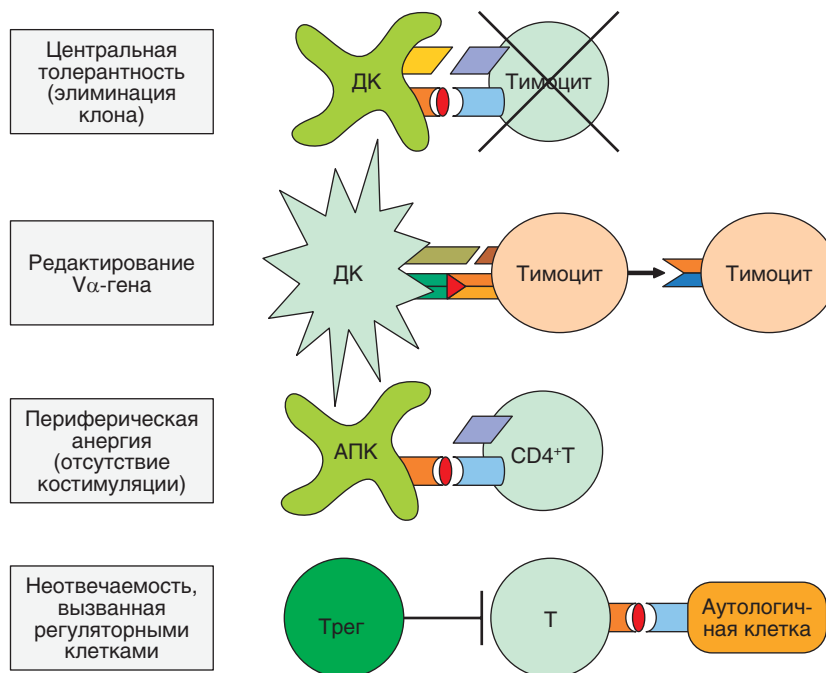 Центральная
толерантность
(элиминация
клона)
ДК
Тимоцит
Редактирование
Vα-гена
ДК
Тимоцит
Тимоцит
Периферическая
анергия
(отсутствие
костимуляции)
АПК
CD4⁺T
Неотвечаемость,
вызванная
регуляторными
клетками
Трег
Т
Аутологич-
ная клетка